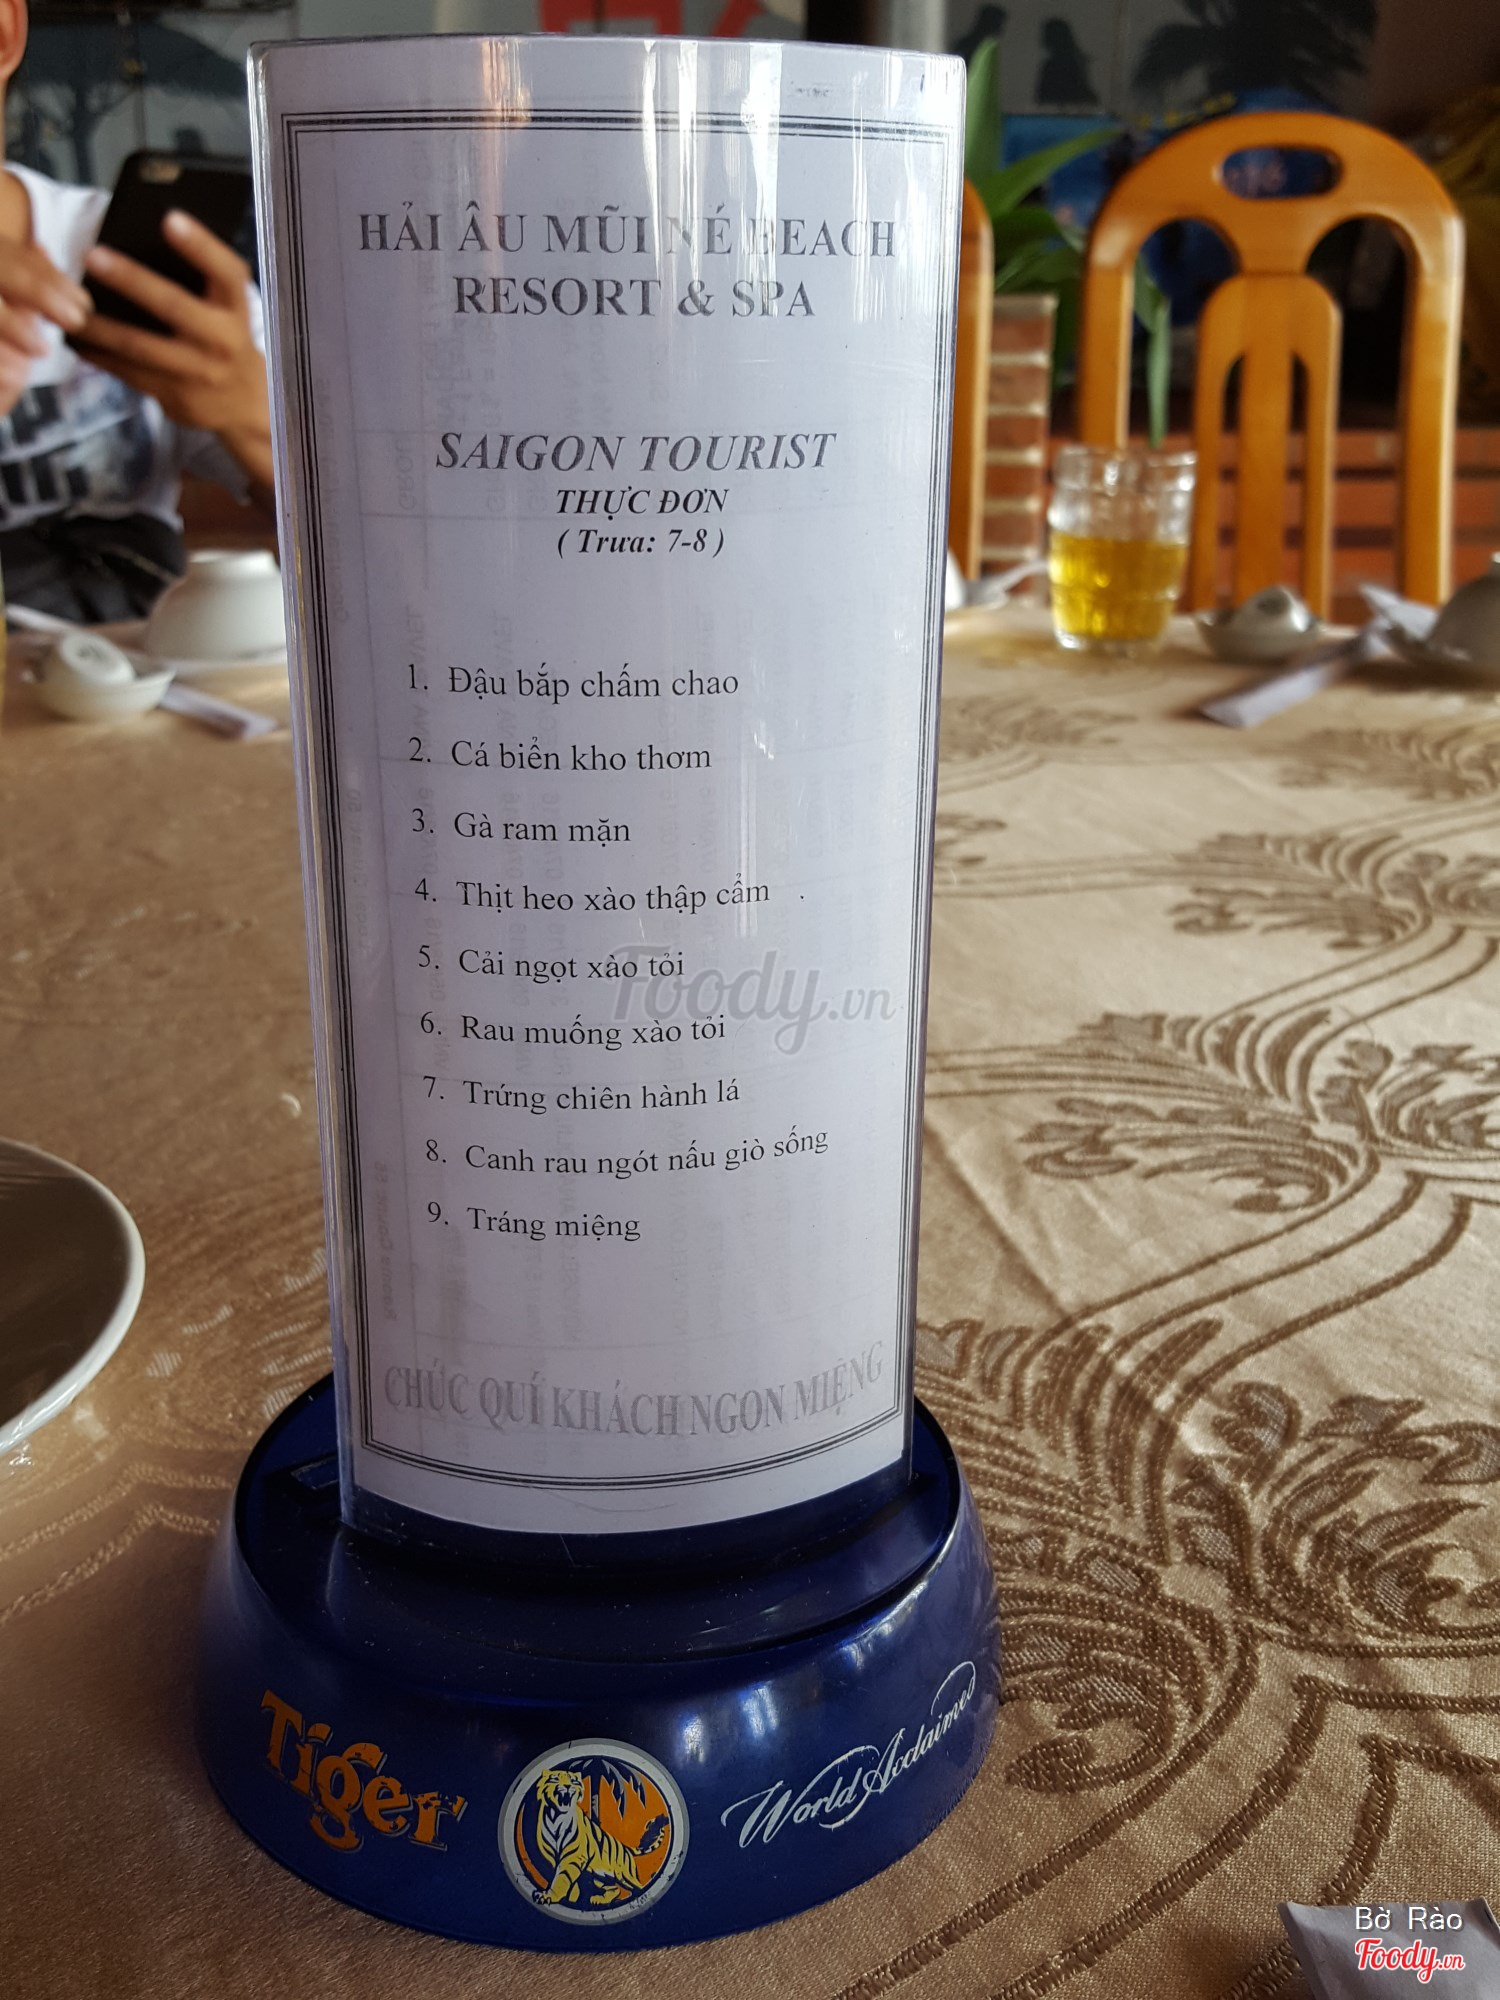 HẢI ÂU MŨI NÉ BEACH
RESORT & SPA
SAIGON TOURIST
THỰC ĐƠN
( Trưa: 7-8 )
1. Đậu bắp chấm chao
2. Cá biển kho thơm
3. Gà ram mặn
4. Thịt heo xào thập cẩm
5. Cải ngọt xào tỏi
6. Rau muống xào tỏi
7. Trứng chiên hành lá
8. Canh rau ngót nấu giò sống
9. Tráng miệng
CHÚC QUÍ KHÁCH NGON MIỆNG
Foody.vn
Tiger
World Acclaimed
Bờ Rào
Foody.vn